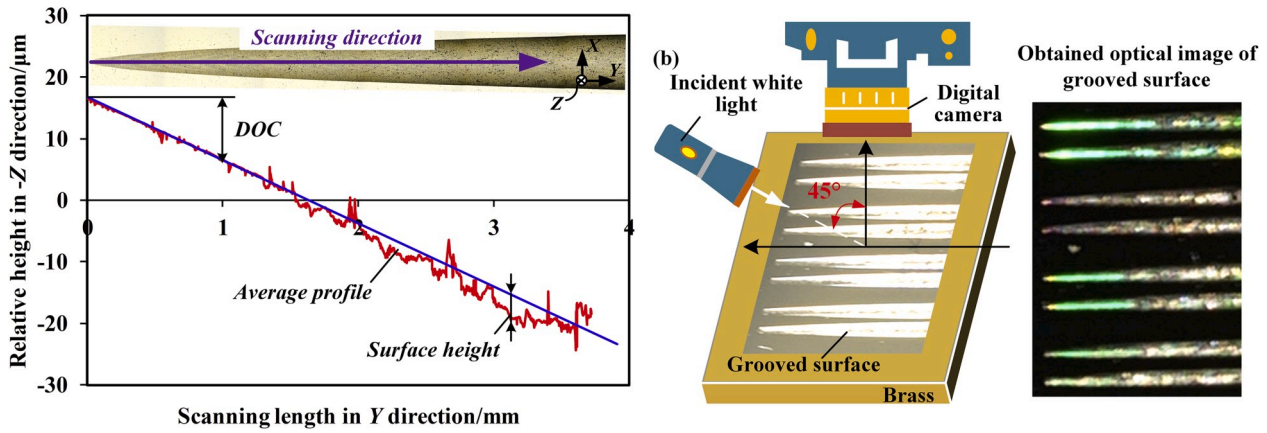 30
20
10
0
-10
-20
-30
Relative height in -Z direction/μm
Scanning direction
X
Y
Z
DOC
1
2
3
4
Average profile
Surface height
Scanning length in Y direction/mm
(b)
Incident white
light
Digital
camera
45°
Grooved surface
Brass
Obtained optical image of
grooved surface